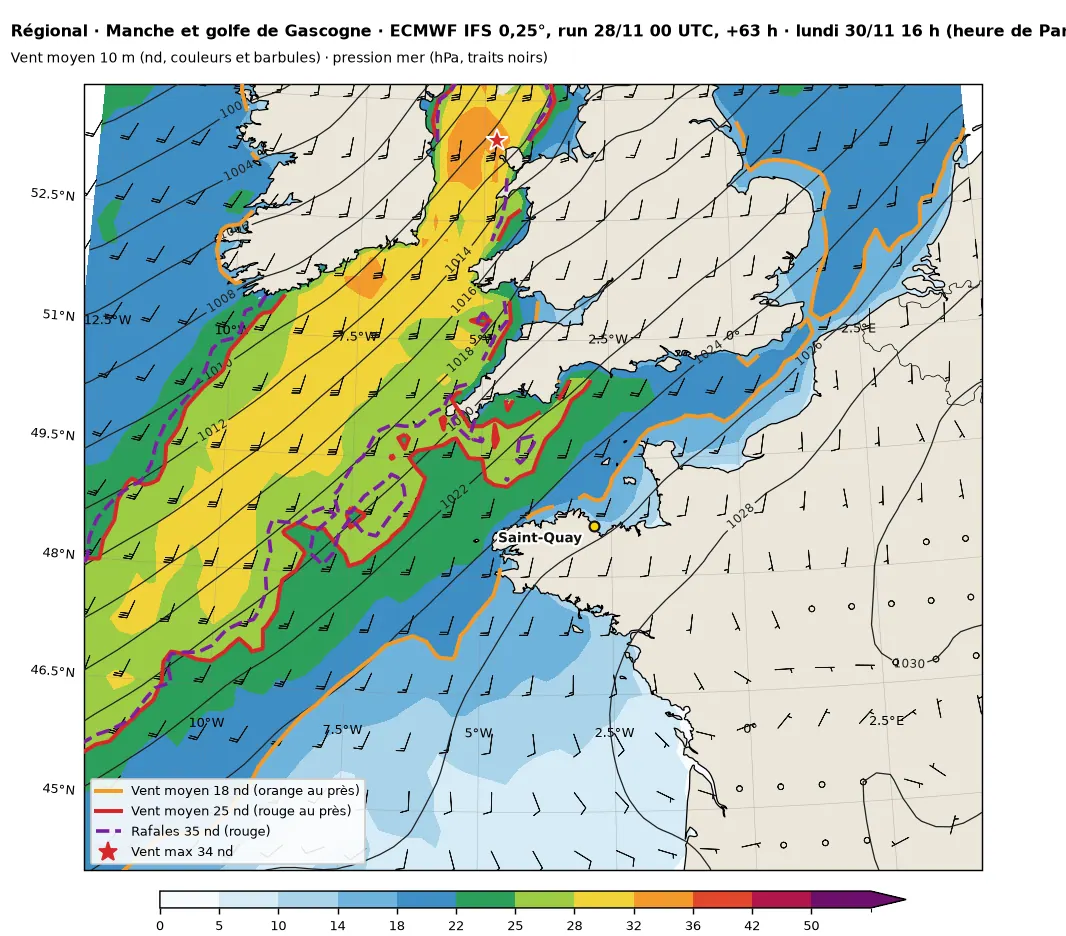 Régional · Manche et golfe de Gascogne · ECMWF IFS 0,25°, run 28/11 00 UTC, +63 h · lundi 30/11 16 h (heure de Par
Vent moyen 10 m (nd, couleurs et barbules) · pression mer (hPa, traits noirs)
1004
52.5°N
1014
1016
1008
51°N
12.5°W
10°W
7.5°W
5°W
2.5°W
0°
2.5°E
1024
1026
1018
1010
1012
1020
49.5°N
1022
1028
Saint-Quay
48°N
1030
46.5°N
10°W
7.5°W
5°W
2.5°W
0°
2.5°E
45°N
Vent moyen 18 nd (orange au près)
Vent moyen 25 nd (rouge au près)
Rafales 35 nd (rouge)
Vent max 34 nd
0 5 10 14 18 22 25 28 32 36 42 50